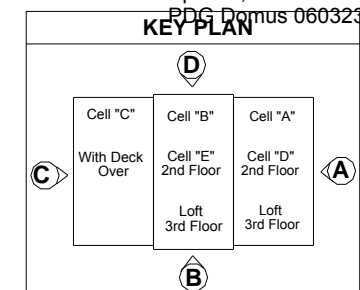 PDG Domus 060323
KEY PLAN
D
Cell "C"
Cell "B"
Cell "A"
With Deck
Over
Cell "E"
2nd Floor
Cell "D"
2nd Floor
C
A
Loft
3rd Floor
Loft
3rd Floor
B